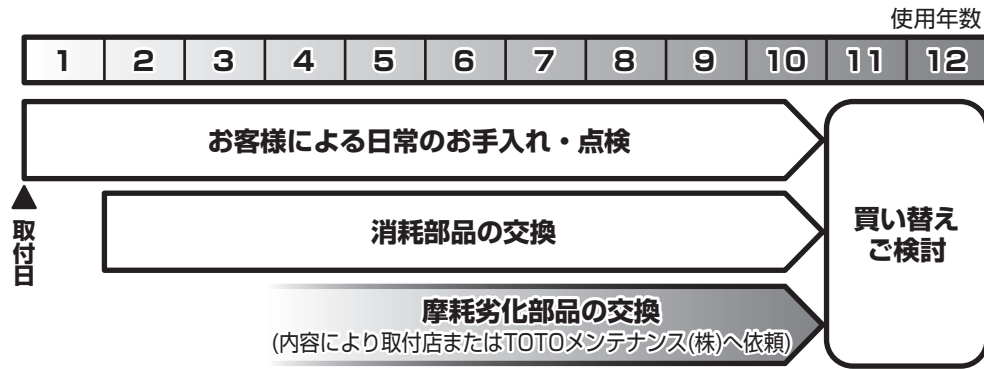 使用年数
1 2 3 4 5 6 7 8 9 10 11 12
お客様による日常のお手入れ・点検
取付日
消耗部品の交換
買い替え
ご検討
摩耗劣化部品の交換
(内容により取付店またはTOTOメンテナンス(株)へ依頼)